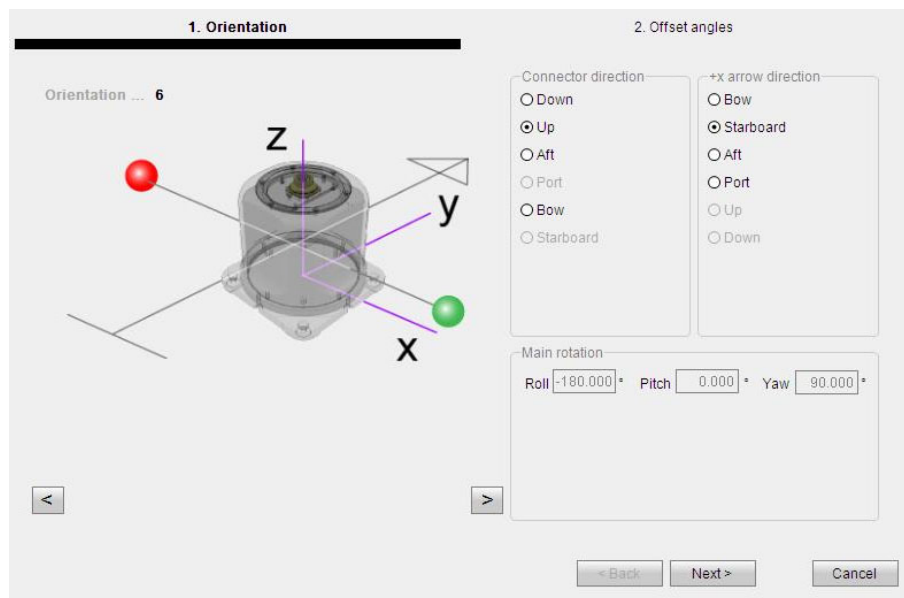 1. Orientation
2. Offset angles
Orientation ... 6
z
y
x
Connector direction
Down
Up
Aft
Port
Bow
Starboard
+x arrow direction
Bow
Starboard
Aft
Port
Up
Down
Main rotation
Roll -180.000 ° Pitch 0.000 ° Yaw 90.000 °
<
>
< Back Next > Cancel